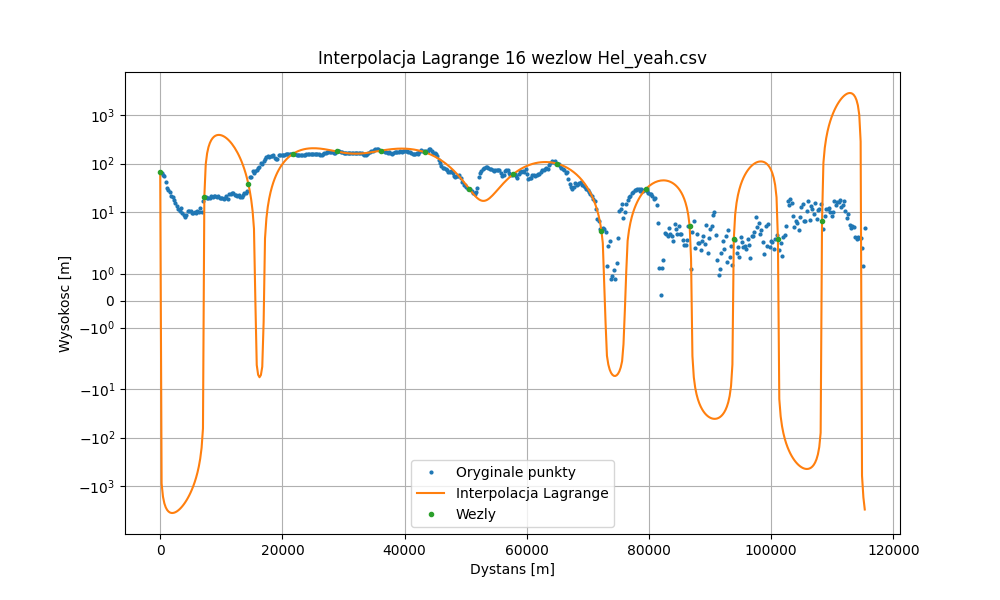 Interpolacja Lagrange 16 wezlow Hel_yeah.csv
Wysokosc [m]
10³
10²
10¹
10⁰
0
−10⁰
−10¹
−10²
−10³
Oryginale punkty
Interpolacja Lagrange
Wezly
0 20000 40000 60000 80000 100000 120000
Dystans [m]